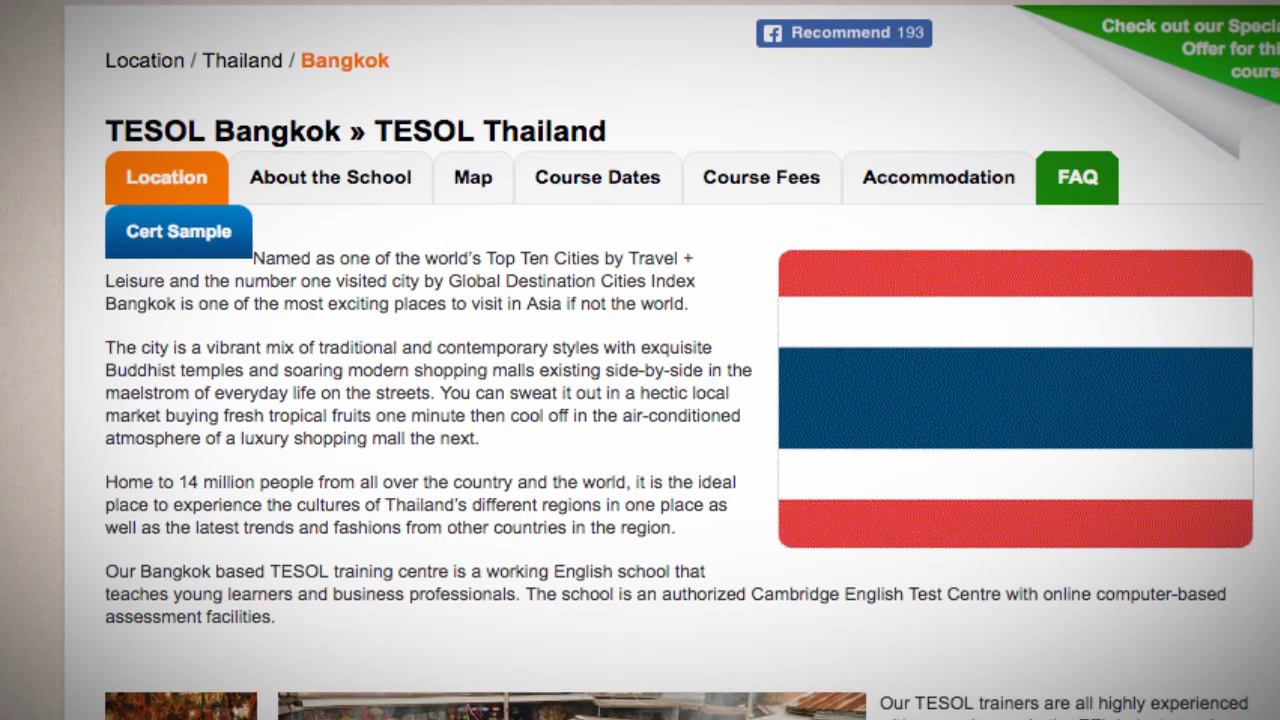 Recommend 193
Check out our Special
Offer for this
course
Location / Thailand / Bangkok
TESOL Bangkok » TESOL Thailand
Location
About the School
Map
Course Dates
Course Fees
Accommodation
FAQ
Cert Sample
Named as one of the world's Top Ten Cities by Travel +
Leisure and the number one visited city by Global Destination Cities Index
Bangkok is one of the most exciting places to visit in Asia if not the world.
The city is a vibrant mix of traditional and contemporary styles with exquisite
Buddhist temples and soaring modern shopping malls existing side-by-side in the
maelstrom of everyday life on the streets. You can sweat it out in a hectic local
market buying fresh tropical fruits one minute then cool off in the air-conditioned
atmosphere of a luxury shopping mall the next.
Home to 14 million people from all over the country and the world, it is the ideal
place to experience the cultures of Thailand's different regions in one place as
well as the latest trends and fashions from other countries in the region.
Our Bangkok based TESOL training centre is a working English school that
teaches young learners and business professionals. The school is an authorized Cambridge English Test Centre with online computer-based
assessment facilities.
Our TESOL trainers are all highly experienced